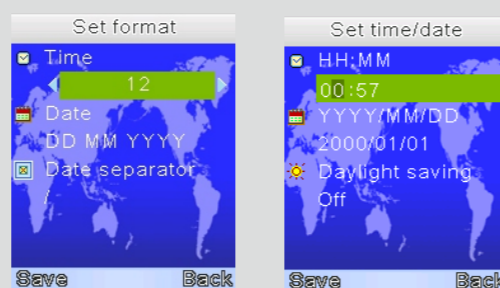 Set format
Time
12
Date
DD MM YYYY
Date separator
/
Save Back
Set time/date
HH:MM
00:57
YYYY/MM/DD
2000/01/01
Daylight saving
Off
Save Back